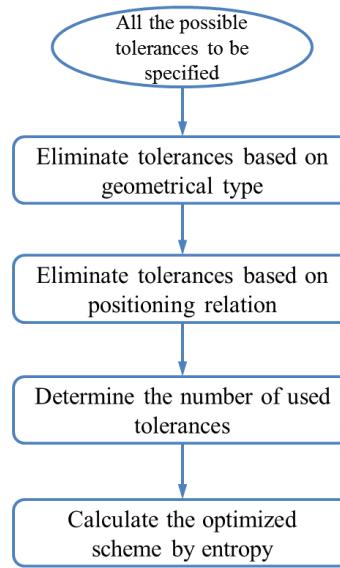 All the possible
tolerances to be
specified
Eliminate tolerances based on
geometrical type
Eliminate tolerances based on
positioning relation
Determine the number of used
tolerances
Calculate the optimized
scheme by entropy